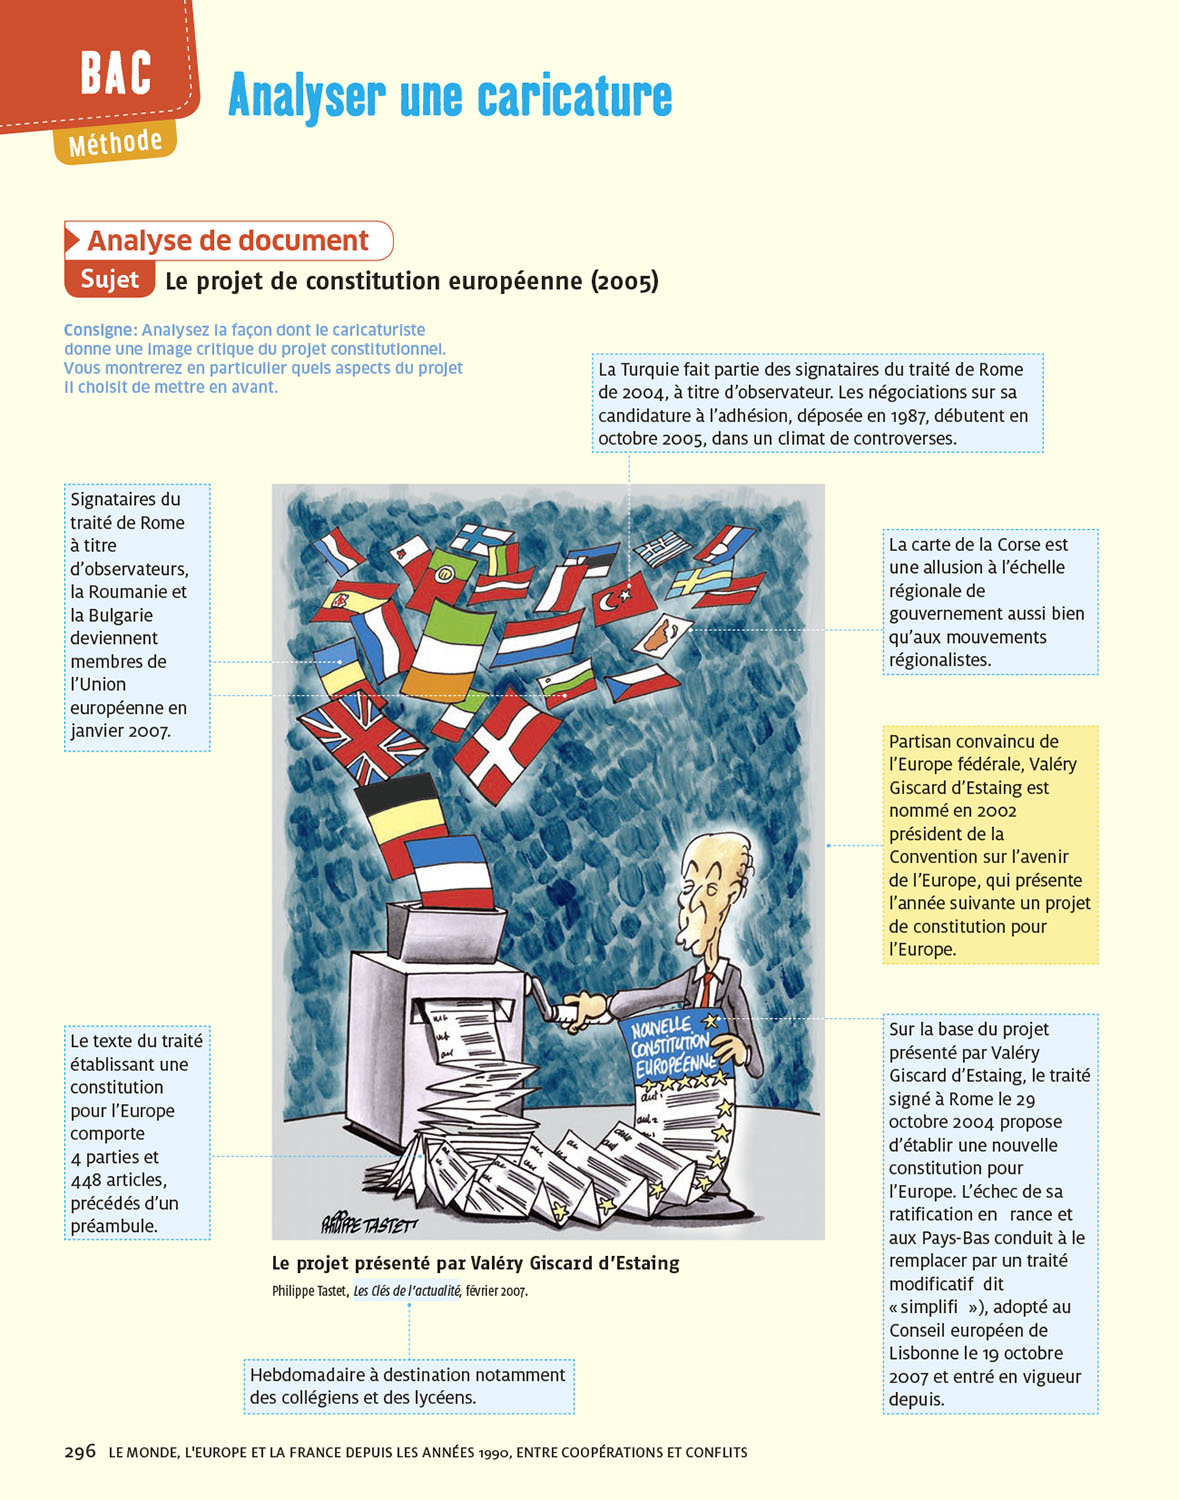 BAC
Méthode
Analyser une caricature
Analyse de document
Sujet Le projet de constitution européenne (2005)
Consigne: Analysez la façon dont le caricaturiste
donne une image critique du projet constitutionnel.
Vous montrerez en particulier quels aspects du projet
il choisit de mettre en avant.
La Turquie fait partie des signataires du traité de Rome
de 2004, à titre d’observateur. Les négociations sur sa
candidature à l’adhésion, déposée en 1987, débutent en
octobre 2005, dans un climat de controverses.
Signataires du
traité de Rome
à titre
d’observateurs,
la Roumanie et
la Bulgarie
deviennent
membres de
l’Union
européenne en
janvier 2007.
La carte de la Corse est
une allusion à l’échelle
régionale de
gouvernement aussi bien
qu’aux mouvements
régionalistes.
Partisan convaincu de
l’Europe fédérale, Valéry
Giscard d’Estaing est
nommé en 2002
président de la
Convention sur l’avenir
de l’Europe, qui présente
l’année suivante un projet
de constitution pour
l’Europe.
Le texte du traité
établissant une
constitution
pour l’Europe
comporte
4 parties et
448 articles,
précédés d’un
préambule.
NOUVELLE
CONSTITUTION
EUROPÉENNE
PHILIPPE TASTET
Sur la base du projet
présenté par Valéry
Giscard d’Estaing, le traité
signé à Rome le 29
octobre 2004 propose
d’établir une nouvelle
constitution pour
l’Europe. L’échec de sa
ratification en rance et
aux Pays-Bas conduit à le
remplacer par un traité
modificatif dit
« simplifi »), adopté au
Conseil européen de
Lisbonne le 19 octobre
2007 et entré en vigueur
depuis.
Le projet présenté par Valéry Giscard d’Estaing
Philippe Tastet, Les Clés de l’actualité, février 2007.
Hebdomadaire à destination notamment
des collégiens et des lycéens.
296 LE MONDE, L'EUROPE ET LA FRANCE DEPUIS LES ANNÉES 1990, ENTRE COOPÉRATIONS ET CONFLITS